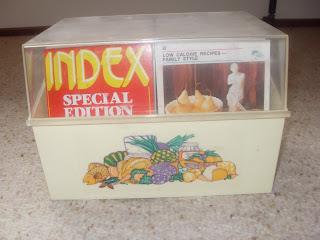 INDEX
SPECIAL
EDITION
LOW CALORIE RECIPES—
FAMILY STYLE